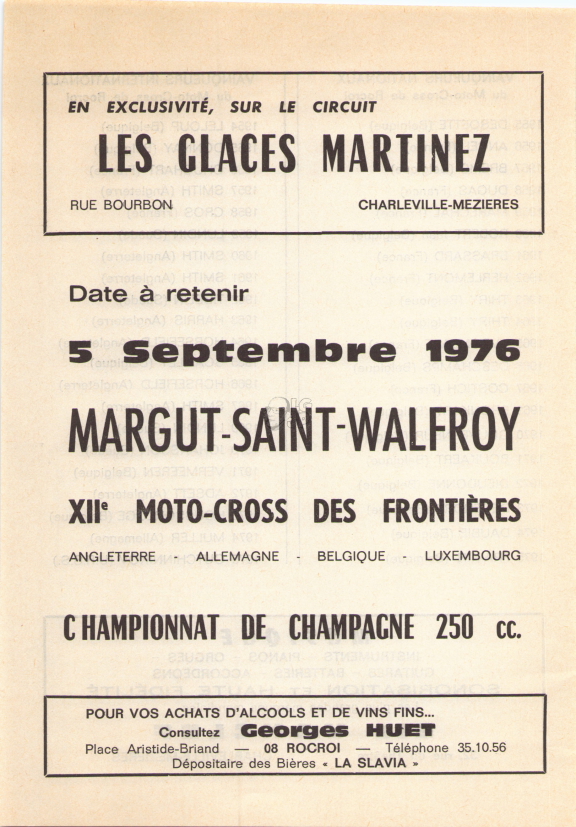 EN EXCLUSIVITÉ, SUR LE CIRCUIT
LES GLACES MARTINEZ
RUE BOURBON CHARLEVILLE-MEZIERES
Date à retenir
5 Septembre 1976
MARGUT-SAINT-WALFROY
XIIe MOTO-CROSS DES FRONTIÈRES
ANGLETERRE - ALLEMAGNE - BELGIQUE - LUXEMBOURG
CHAMPIONNAT DE CHAMPAGNE 250 cc.
POUR VOS ACHATS D'ALCOOLS ET DE VINS FINS...
Consultez Georges HUET
Place Aristide-Briand — 08 ROCROI — Téléphone 35.10.56
Dépositaire des Bières « LA SLAVIA »